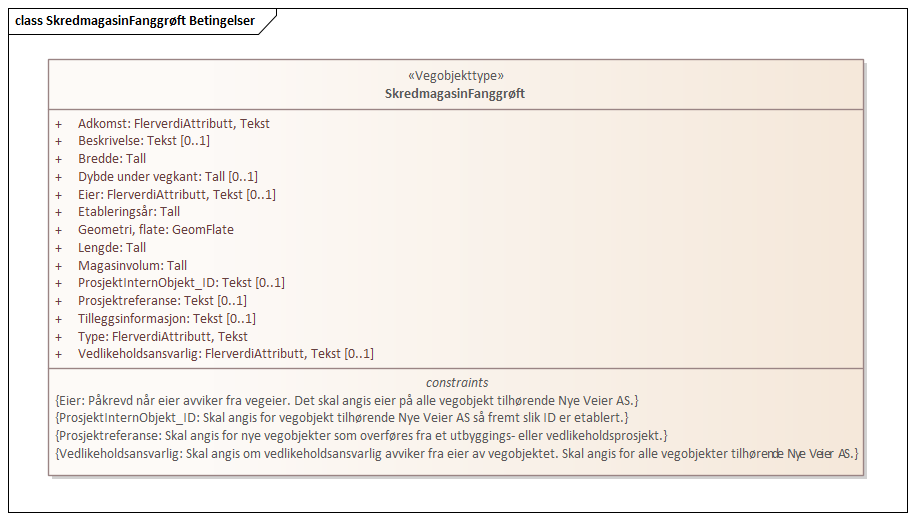 class SkredmagasinFanggrøft Betingelser
«Vegobjekttype»
SkredmagasinFanggrøft
+ Adkomst: FlerverdiAttributt, Tekst
+ Beskrivelse: Tekst [0..1]
+ Bredde: Tall
+ Dybde under vegkant: Tall [0..1]
+ Eier: FlerverdiAttributt, Tekst [0..1]
+ Etableringsår: Tall
+ Geometri, flate: GeomFlate
+ Lengde: Tall
+ Magasinvolum: Tall
+ ProsjektInternObjekt_ID: Tekst [0..1]
+ Prosjektreferanse: Tekst [0..1]
+ Tilleggsinformasjon: Tekst [0..1]
+ Type: FlerverdiAttributt, Tekst
+ Vedlikeholdsansvarlig: FlerverdiAttributt, Tekst [0..1]
constraints
{Eier: Påkrevd når eier avviker fra vegeier. Det skal angis eier på alle vegobjekt tilhørende Nye Veier AS.}
{ProsjektInternObjekt_ID: Skal angis for vegobjekt tilhørende Nye Veier AS så fremt slik ID er etablert.}
{Prosjektreferanse: Skal angis for nye vegobjekter som overføres fra et utbyggings- eller vedlikeholdsprosjekt.}
{Vedlikeholdsansvarlig: Skal angis om vedlikeholdsansvarlig avviker fra eier av vegobjektet. Skal angis for alle vegobjekter tilhørende Nye Veier AS.}